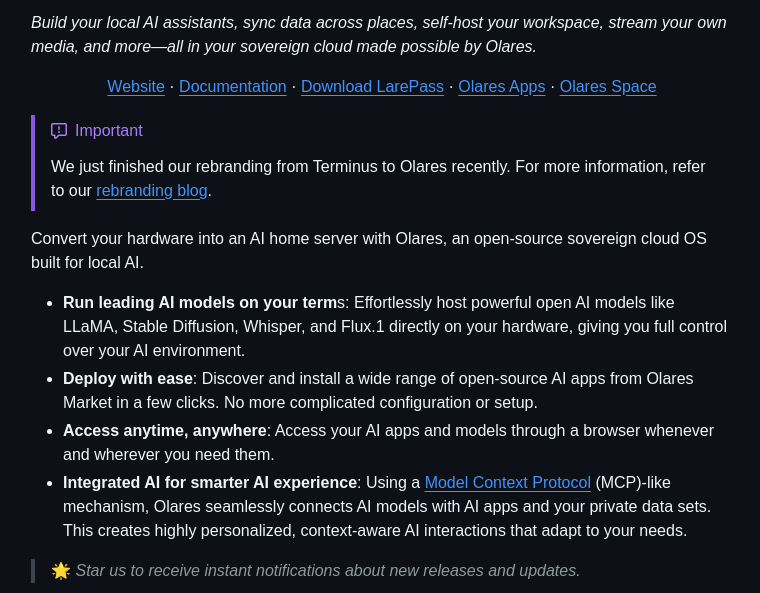 Build your local AI assistants, sync data across places, self-host your workspace, stream your own
media, and more—all in your sovereign cloud made possible by Olares.
Website · Documentation · Download LarePass · Olares Apps · Olares Space
Important
We just finished our rebranding from Terminus to Olares recently. For more information, refer
to our rebranding blog.
Convert your hardware into an AI home server with Olares, an open-source sovereign cloud OS
built for local AI.
• Run leading AI models on your terms: Effortlessly host powerful open AI models like
LLaMA, Stable Diffusion, Whisper, and Flux.1 directly on your hardware, giving you full control
over your AI environment.
• Deploy with ease: Discover and install a wide range of open-source AI apps from Olares
Market in a few clicks. No more complicated configuration or setup.
• Access anytime, anywhere: Access your AI apps and models through a browser whenever
and wherever you need them.
• Integrated AI for smarter AI experience: Using a Model Context Protocol (MCP)-like
mechanism, Olares seamlessly connects AI models with AI apps and your private data sets.
This creates highly personalized, context-aware AI interactions that adapt to your needs.
🌟 Star us to receive instant notifications about new releases and updates.